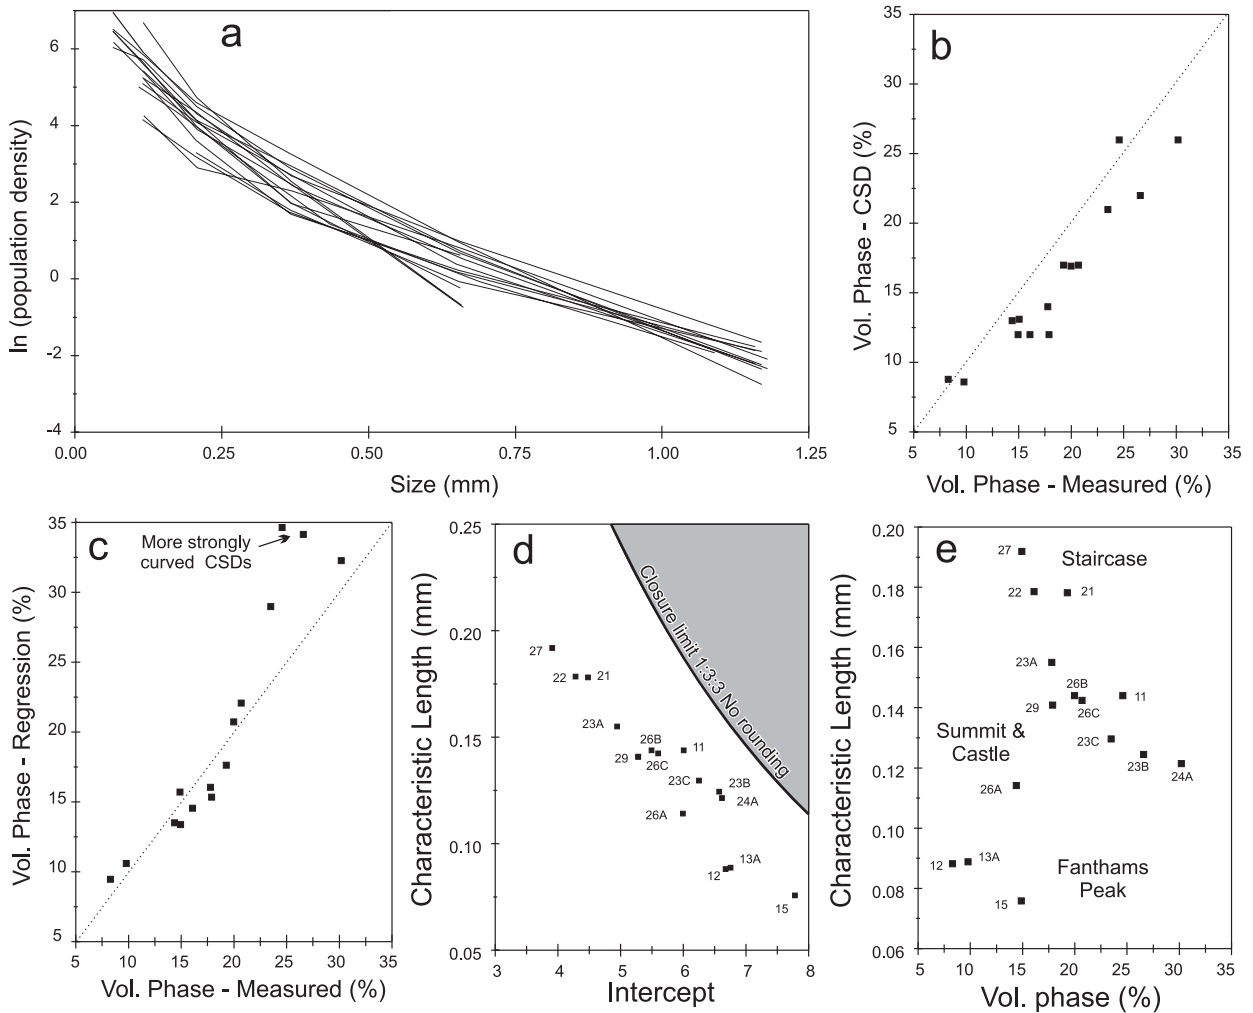 a
ln (population density)
6
4
2
0
-2
-4
0.00
0.25
0.50
0.75
1.00
1.25
Size (mm)
b
Vol. Phase - CSD (%)
35
30
25
20
15
10
5
5
10
15
20
25
30
35
Vol. Phase - Measured (%)
c
More strongly
curved CSDs
Vol. Phase - Regression (%)
35
30
25
20
15
10
5
5
10
15
20
25
30
35
Vol. Phase - Measured (%)
d
Closure limit 1:3:3 No rounding
Characteristic Length (mm)
0.25
0.20
0.15
0.10
0.05
27
22
21
23A
26B
11
29
26C
23C
23B
24A
26A
13A
12
15
3
4
5
6
7
8
Intercept
e
Staircase
Characteristic Length (mm)
0.20
0.18
0.16
0.14
0.12
0.10
0.08
0.06
27
22
21
23A
26B
11
29
26C
Summit &
Castle
23C
23B
24A
26A
12
13A
Fanthams
Peak
15
5
10
15
20
25
30
35
Vol. phase (%)